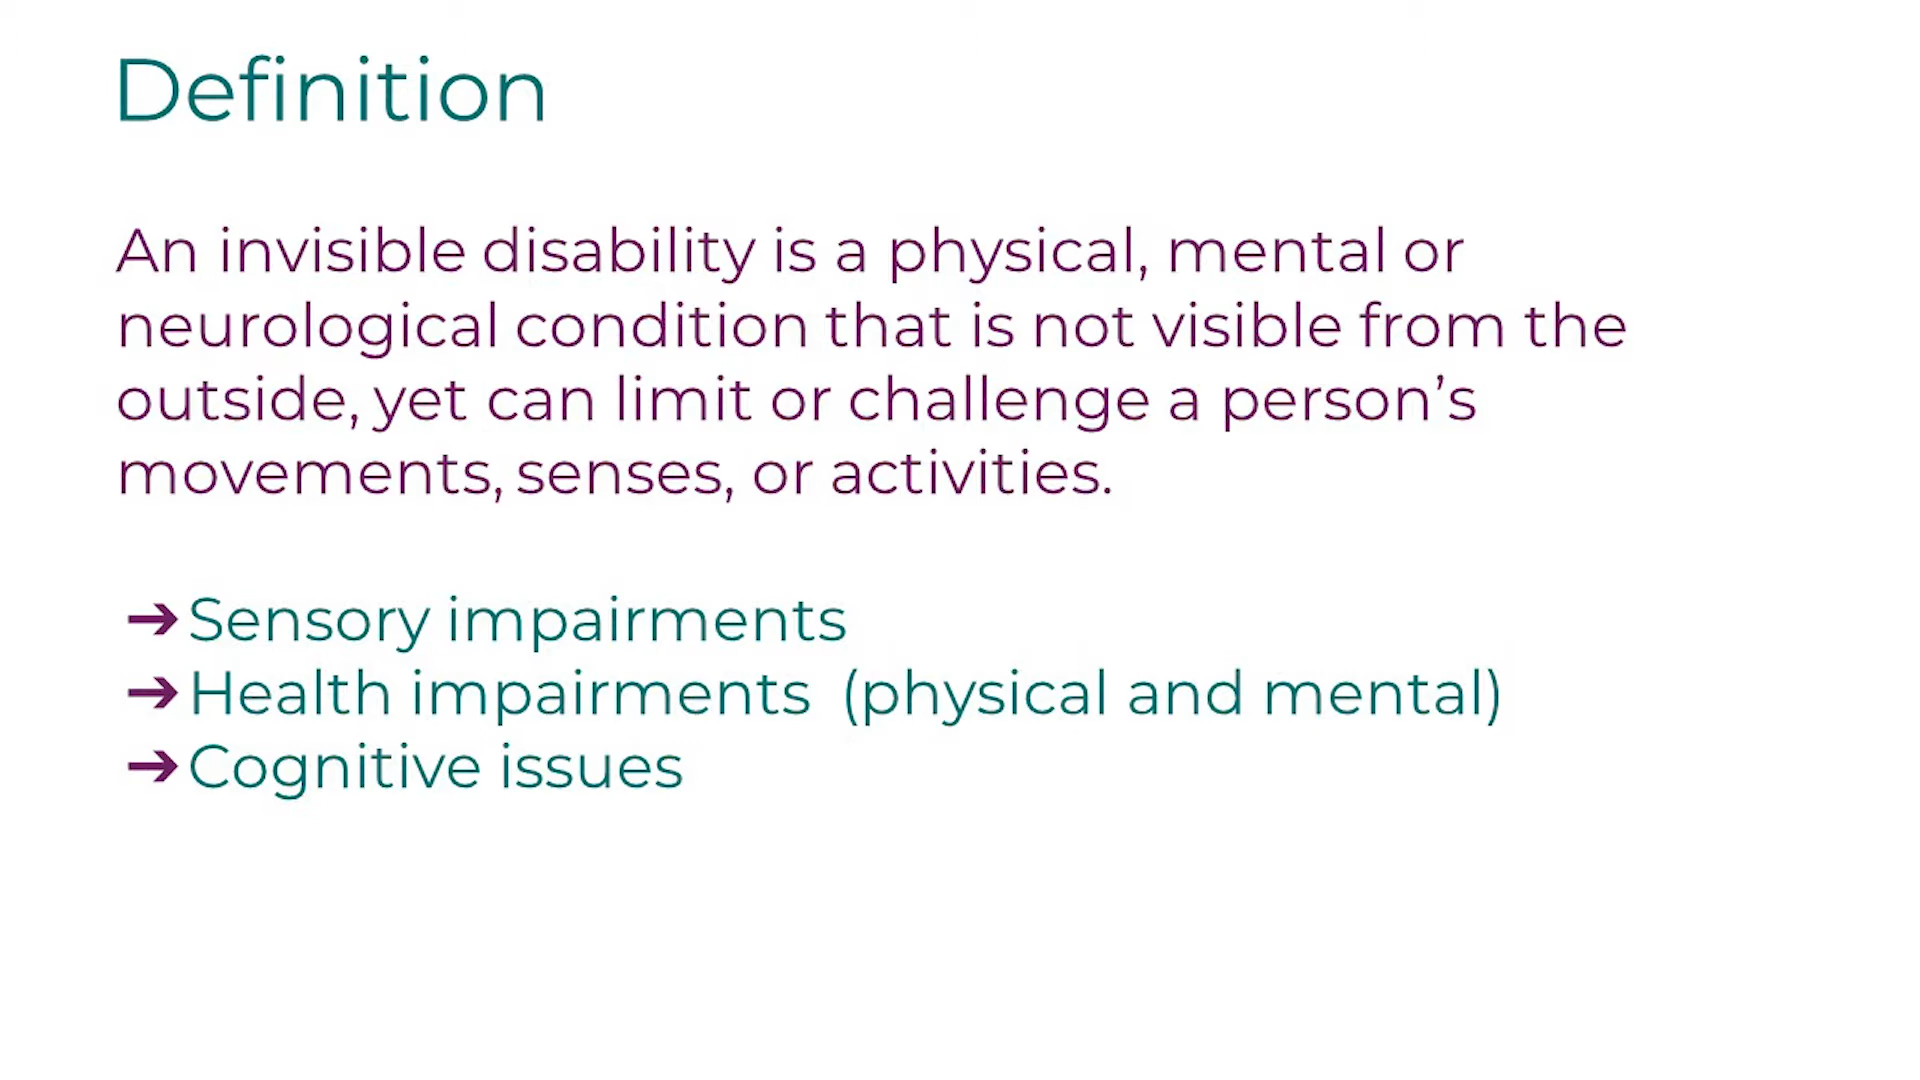 Definition
An invisible disability is a physical, mental or
neurological condition that is not visible from the
outside, yet can limit or challenge a person’s
movements, senses, or activities.
➔ Sensory impairments
➔ Health impairments (physical and mental)
➔ Cognitive issues